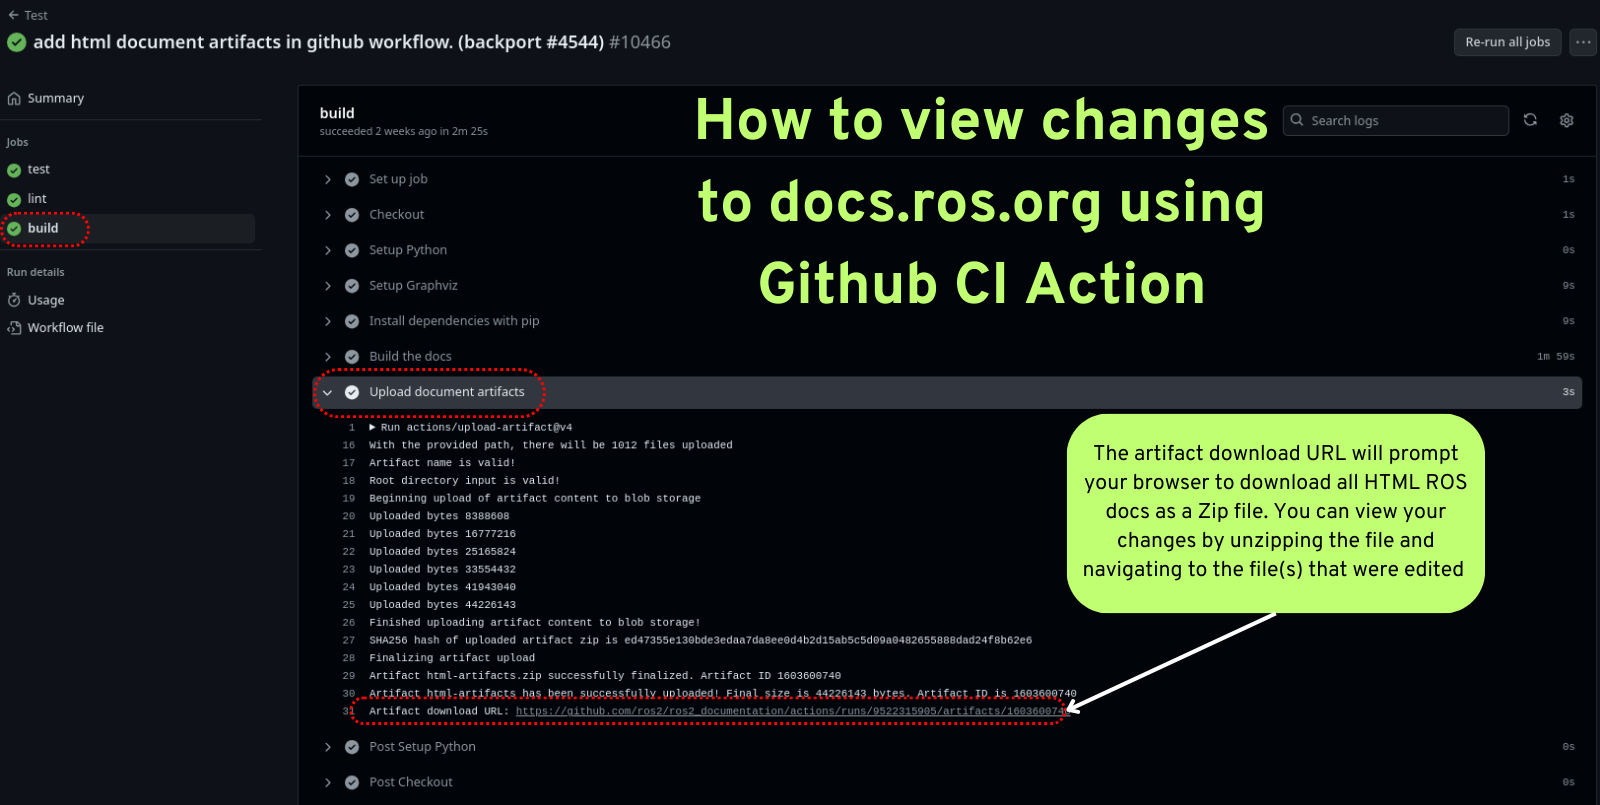 Test
add html document artifacts in github workflow. (backport #4544) #10466
Re-run all jobs
Summary
Jobs
test
lint
build
Run details
Usage
Workflow file
build
succeeded 2 weeks ago in 2m 25s
Search logs
How to view changes
to docs.ros.org using
Github CI Action
Set up job 1s
Checkout 1s
Setup Python 0s
Setup Graphviz 9s
Install dependencies with pip 9s
Build the docs 1m 59s
Upload document artifacts 3s
1 Run actions/upload-artifact@v4
16 With the provided path, there will be 1012 files uploaded
17 Artifact name is valid!
18 Root directory input is valid!
19 Beginning upload of artifact content to blob storage
20 Uploaded bytes 8388608
21 Uploaded bytes 16777216
22 Uploaded bytes 25165824
23 Uploaded bytes 33554432
24 Uploaded bytes 41943040
25 Uploaded bytes 44226143
26 Finished uploading artifact content to blob storage!
27 SHA256 hash of uploaded artifact zip is ed47355e130bde3edaa7da8ee0d4b2d15ab5c5d09a0482655888dad24f8b62e6
28 Finalizing artifact upload
29 Artifact html-artifacts.zip successfully finalized. Artifact ID 1603600740
30 Artifact html-artifacts has been successfully uploaded! Final size is 44226143 bytes. Artifact ID is 1603600740
31 Artifact download URL: https://github.com/ros2/ros2_documentation/actions/runs/9522315905/artifacts/1603600740
The artifact download URL will prompt
your browser to download all HTML ROS
docs as a Zip file. You can view your
changes by unzipping the file and
navigating to the file(s) that were edited
Post Setup Python 0s
Post Checkout 0s